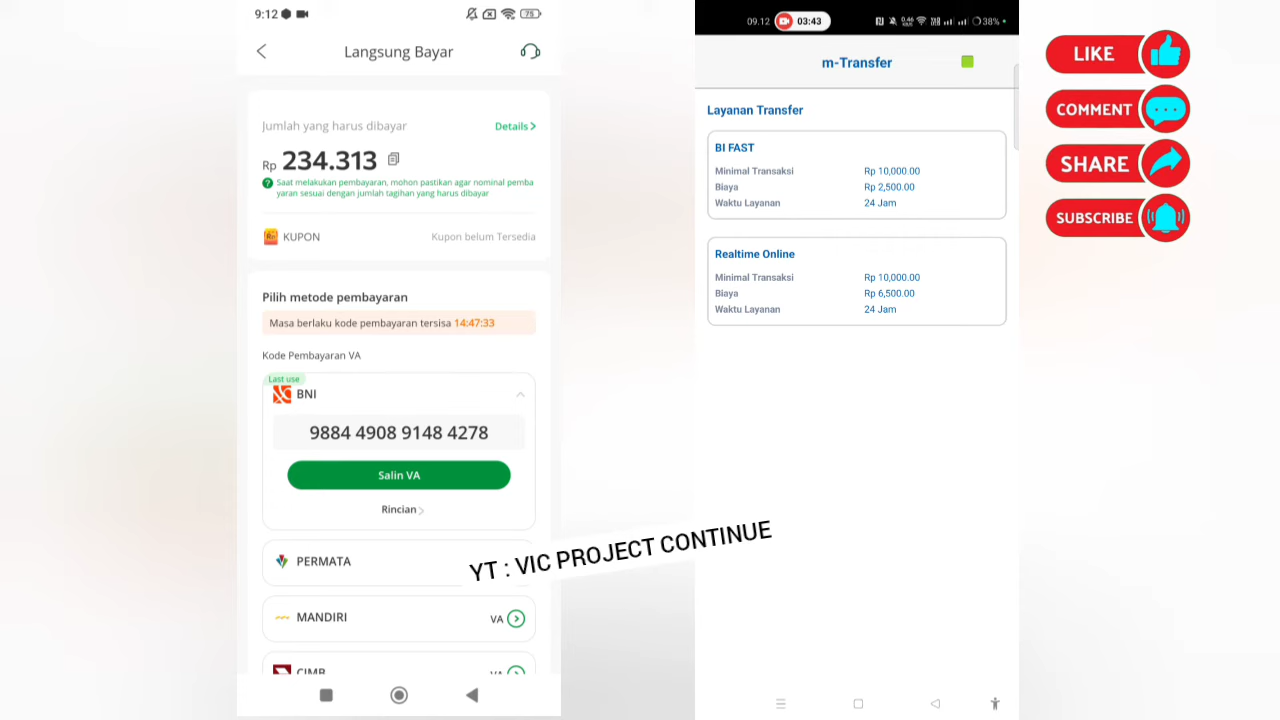 9:12
75
Langsung Bayar
Jumlah yang harus dibayar
Details
Rp 234.313
Saat melakukan pembayaran, mohon pastikan agar nominal pemba
yaran sesuai dengan jumlah tagihan yang harus dibayar
KUPON
Kupon belum Tersedia
Pilih metode pembayaran
Masa berlaku kode pembayaran tersisa 14:47:33
Kode Pembayaran VA
Last use
BNI
9884 4908 9148 4278
Salin VA
Rincian
PERMATA
MANDIRI
VA
CIMB
VA
YT : VIC PROJECT CONTINUE
09.12
03:43
38%
m-Transfer
Layanan Transfer
BI FAST
Minimal Transaksi Rp 10,000.00
Biaya Rp 2,500.00
Waktu Layanan 24 Jam
Realtime Online
Minimal Transaksi Rp 10,000.00
Biaya Rp 6,500.00
Waktu Layanan 24 Jam
LIKE
COMMENT
SHARE
SUBSCRIBE